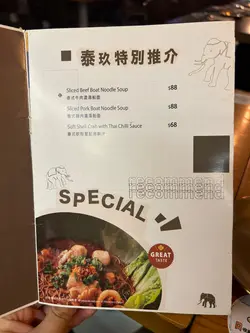 泰玖特別推介
Sliced Beef Boat Noodle Soup $88
Sliced Pork Boat Noodle Soup $88
Soft Shell Crab with Thai Chilli Sauce $68
recommend
SPECIAL
GREAT
TASTE